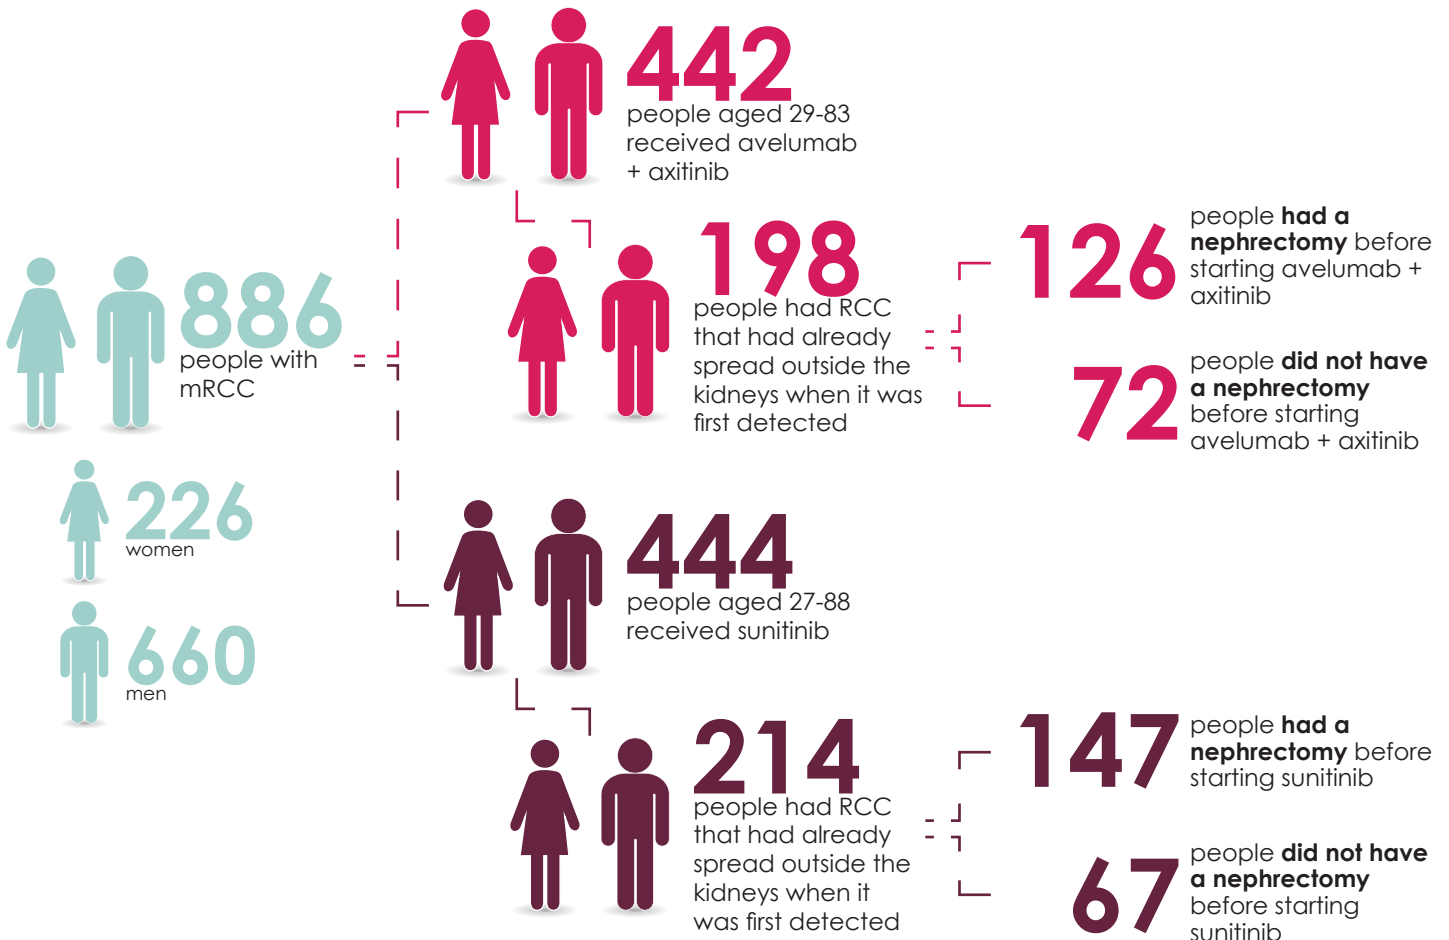 886
people with
mRCC
226
women
660
men
442
people aged 29-83
received avelumab
+ axitinib
198
people had RCC
that had already
spread outside the
kidneys when it was
first detected
126
people had a
nephrectomy before
starting avelumab +
axitinib
72
people did not have
a nephrectomy
before starting
avelumab + axitinib
444
people aged 27-88
received sunitinib
214
people had RCC
that had already
spread outside the
kidneys when it
was first detected
147
people had a
nephrectomy before
starting sunitinib
67
people did not have
a nephrectomy
before starting
sunitinib